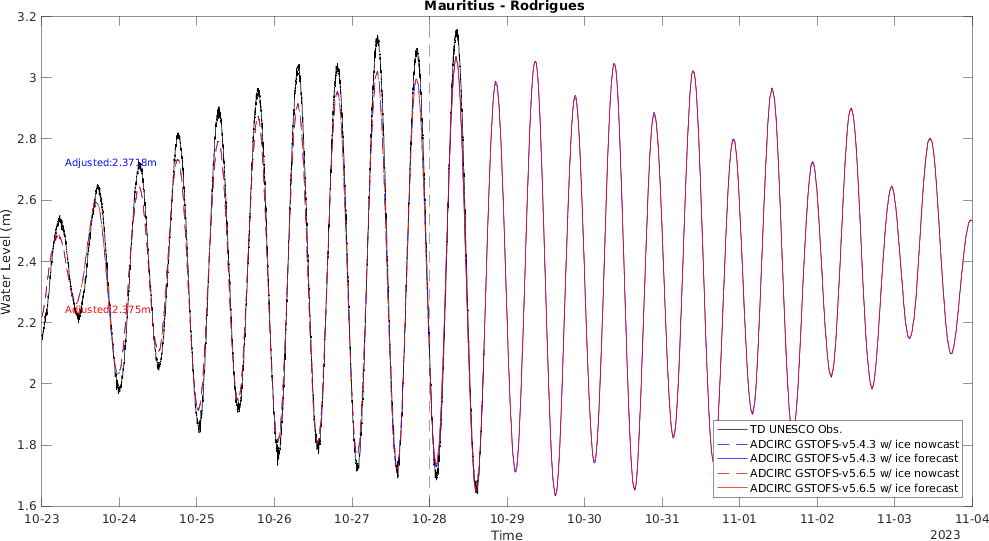 Mauritius - Rodrigues
3.2
3
2.8
2.6
2.4
2.2
2
1.8
1.6
Water Level (m)
Adjusted:2.3718m
Adjusted:2.375m
TD UNESCO Obs.
ADCIRC GSTOFS-v5.4.3 w/ ice nowcast
ADCIRC GSTOFS-v5.4.3 w/ ice forecast
ADCIRC GSTOFS-v5.6.5 w/ ice nowcast
ADCIRC GSTOFS-v5.6.5 w/ ice forecast
10-23 10-24 10-25 10-26 10-27 10-28 10-29 10-30 10-31 11-01 11-02 11-03 11-04
Time
2023